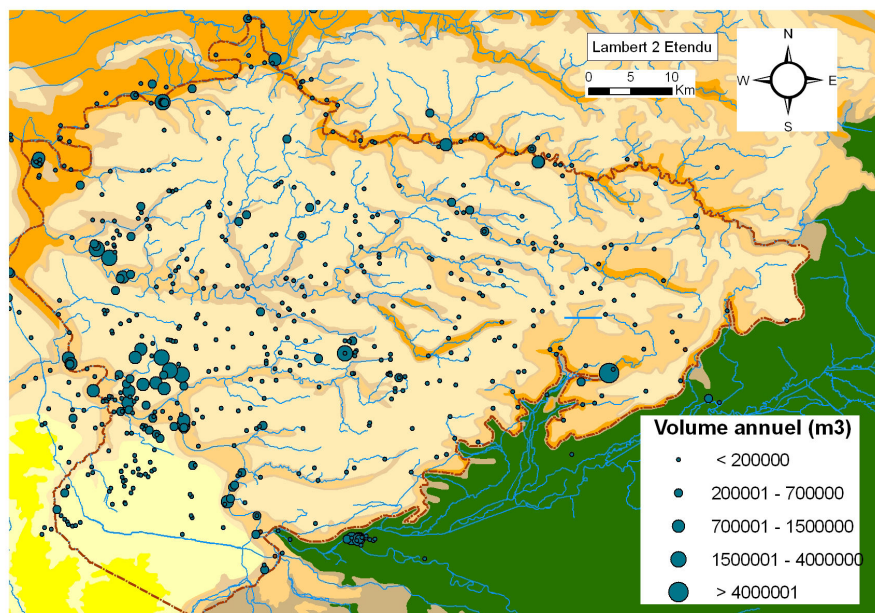 Lambert 2 Etendu
0 5 10
Km
N
W E
S
Volume annuel (m3)
< 200000
200001 - 700000
700001 - 1500000
1500001 - 4000000
> 4000001